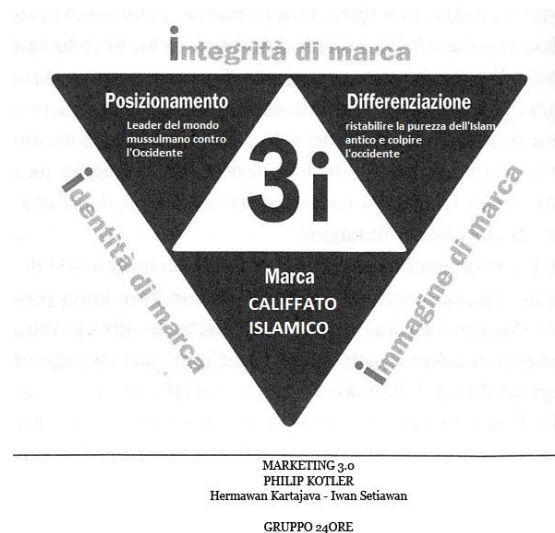 integrità di marca
Posizionamento
Leader del mondo
mussulmano contro
l'Occidente
Differenziazione
ristabilire la purezza dell'Islam
antico e colpire
l'occidente
3i
identità di marca
immagine di marca
Marca
CALIFFATO
ISLAMICO
MARKETING 3.0
PHILIP KOTLER
Hermawan Kartajava - Iwan Setiawan
GRUPPO 24ORE